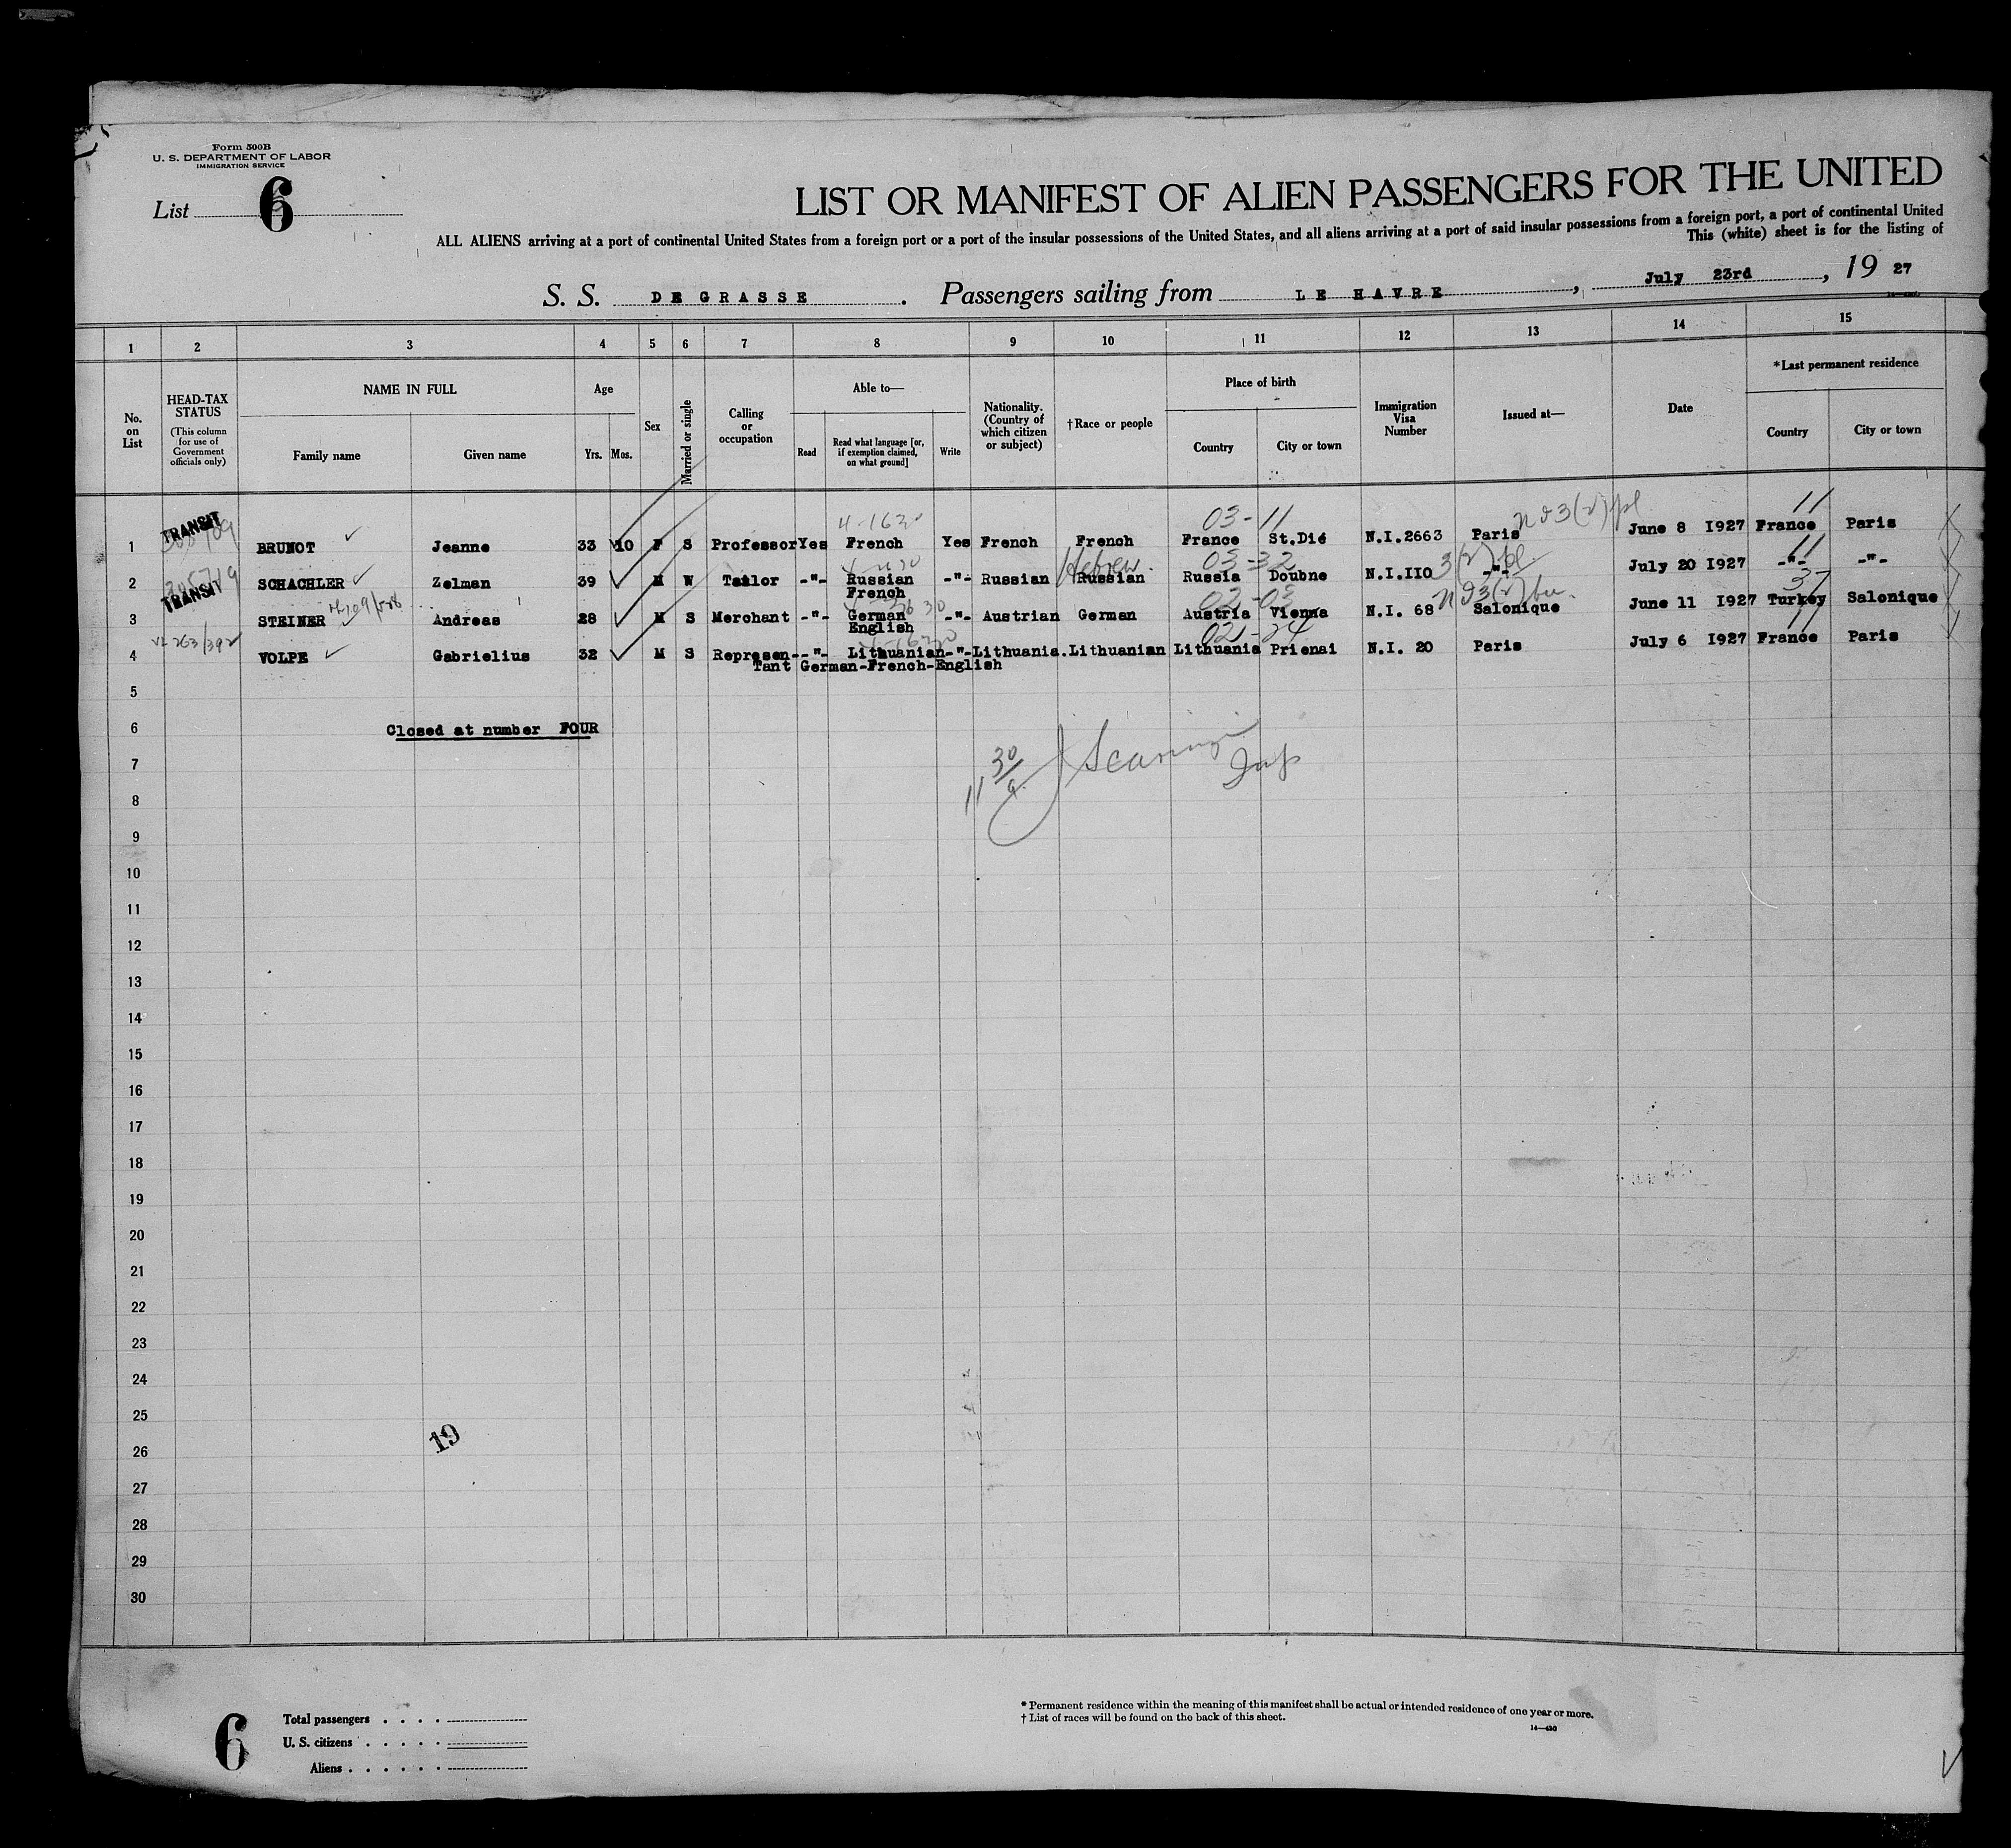 Form 500B
U. S. DEPARTMENT OF LABOR
IMMIGRATION SERVICE
List 6
LIST OR MANIFEST OF ALIEN PASSENGERS FOR THE UNITED
ALL ALIENS arriving at a port of continental United States from a foreign port or a port of the insular possessions of the United States, and all aliens arriving at a port of said insular possessions from a foreign port, a port of continental United
This (white) sheet is for the listing of
S. S. DE GRASSE . Passengers sailing from LE HAVRE , July 23rd , 19 27
1 2 3 4 5 6 7 8 9 10 11 12 13 14 15
No. on List
HEAD-TAX STATUS
(This column for use of Government officials only)
NAME IN FULL
Family name Given name
Age
Yrs. Mos.
Sex
Married or single
Calling or occupation
Able to—
Read
Read what language [or, if exemption claimed, on what ground]
Write
Nationality. (Country of which citizen or subject)
†Race or people
Place of birth
Country City or town
Immigration Visa Number
Issued at—
Date
*Last permanent residence
Country City or town
03-11 11
1 TRANSIT BRUNOT Jeanne 33 10 F S Professor Yes French Yes French French France St.Dié N.I.2663 Paris June 8 1927 France Paris
Hebrew. 03-32 11
2 TRANSIT SCHACHLER Zelman 39 M W Tailor -"- Russian -"- Russian Russian Russia Doubne N.I.110 -"- July 20 1927 -"- -"-
French
02-03 37
3 STEINER Andreas 28 M S Merchant -"- German -"- Austrian German Austria Vienna N.I. 68 Salonique June 11 1927 Turkey Salonique
English
02-24 11
4 VOLPE Gabrielius 32 M S Represen- -"- Lithuanian -"- Lithuania. Lithuanian Lithuania Prienai N.I. 20 Paris July 6 1927 France Paris
Tant German-French-English
5
6 Closed at number FOUR
7
8
9
10
11
12
13
14
15
16
17
18
19
20
21
22
23
24
25
19
26
27
28
29
30
* Permanent residence within the meaning of this manifest shall be actual or intended residence of one year or more.
† List of races will be found on the back of this sheet.
6
Total passengers . . . .
U. S. citizens . . . . .
Aliens . . . . . .